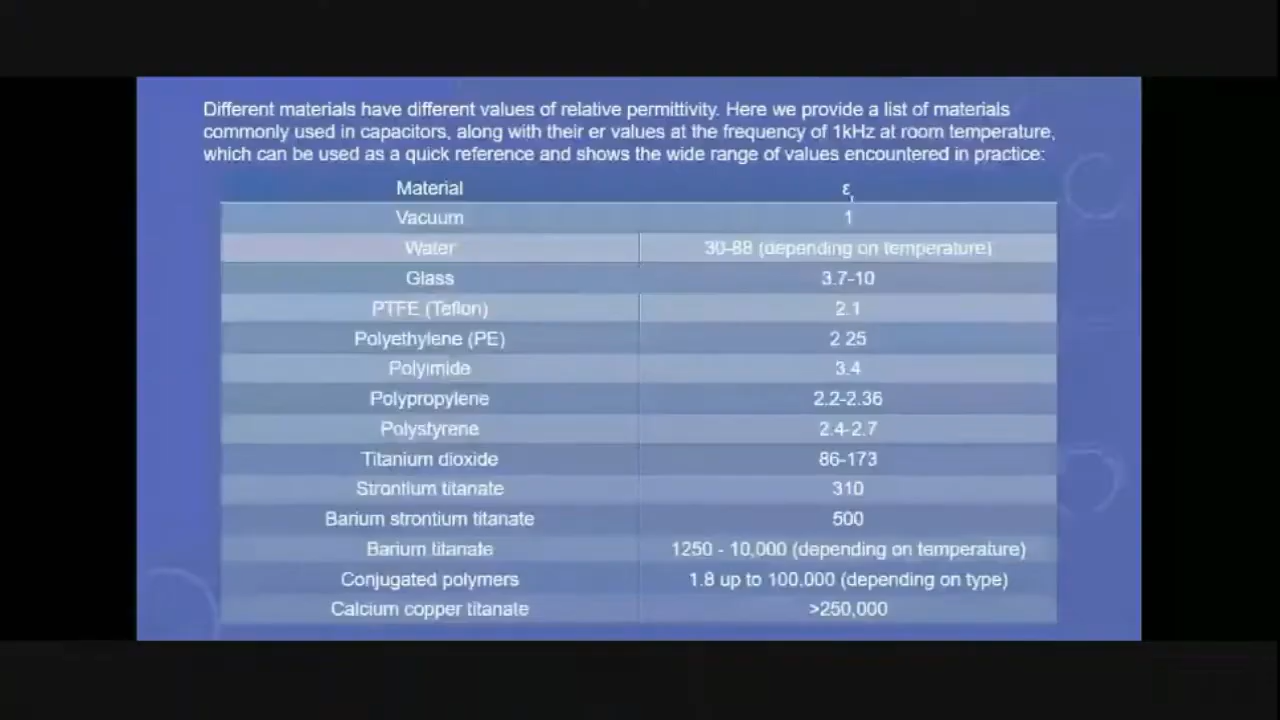 Different materials have different values of relative permittivity. Here we provide a list of materials
commonly used in capacitors, along with their er values at the frequency of 1kHz at room temperature,
which can be used as a quick reference and shows the wide range of values encountered in practice:
Material εr
Vacuum 1
Water 30-88 (depending on temperature)
Glass 3.7-10
PTFE (Teflon) 2.1
Polyethylene (PE) 2 25
Polyimide 3.4
Polypropylene 2.2-2.36
Polystyrene 2.4-2.7
Titanium dioxide 86-173
Strontium titanate 310
Barium strontium titanate 500
Barium titanate 1250 - 10,000 (depending on temperature)
Conjugated polymers 1.8 up to 100,000 (depending on type)
Calcium copper titanate >250,000